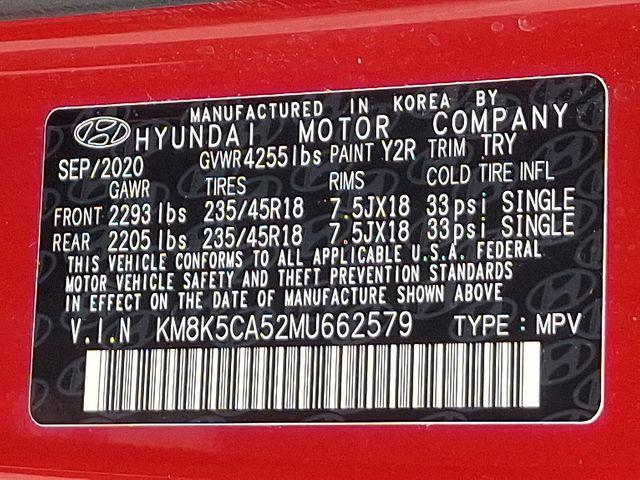 MANUFACTURED IN KOREA BY
HYUNDAI MOTOR COMPANY
SEP/2020 GVWR 4255 lbs PAINT Y2R TRIM TRY
GAWR TIRES RIMS COLD TIRE INFL
FRONT 2293 lbs 235/45R18 7.5JX18 33psi SINGLE
REAR 2205 lbs 235/45R18 7.5JX18 33psi SINGLE
THIS VEHICLE CONFORMS TO ALL APPLICABLE U.S.A. FEDERAL
MOTOR VEHICLE SAFETY AND THEFT PREVENTION STANDARDS
IN EFFECT ON THE DATE OF MANUFACTURE SHOWN ABOVE
V.I.N KM8K5CA52MU662579 TYPE : MPV